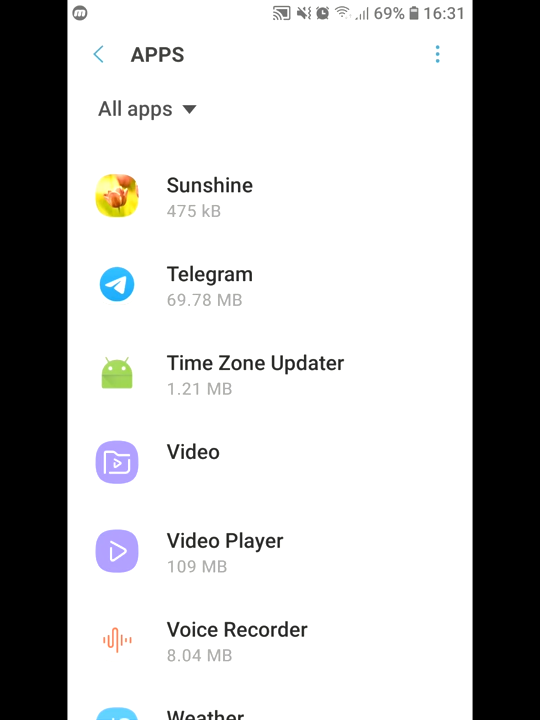 69% 16:31
APPS
All apps
Sunshine
475 kB
Telegram
69.78 MB
Time Zone Updater
1.21 MB
Video
Video Player
109 MB
Voice Recorder
8.04 MB
Weather